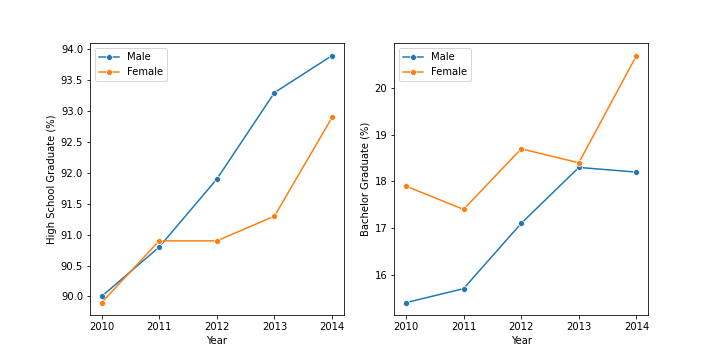 Male
Female
94.0
93.5
93.0
92.5
92.0
91.5
91.0
90.5
90.0
High School Graduate (%)
2010 2011 2012 2013 2014
Year
Male
Female
20
19
18
17
16
Bachelor Graduate (%)
2010 2011 2012 2013 2014
Year